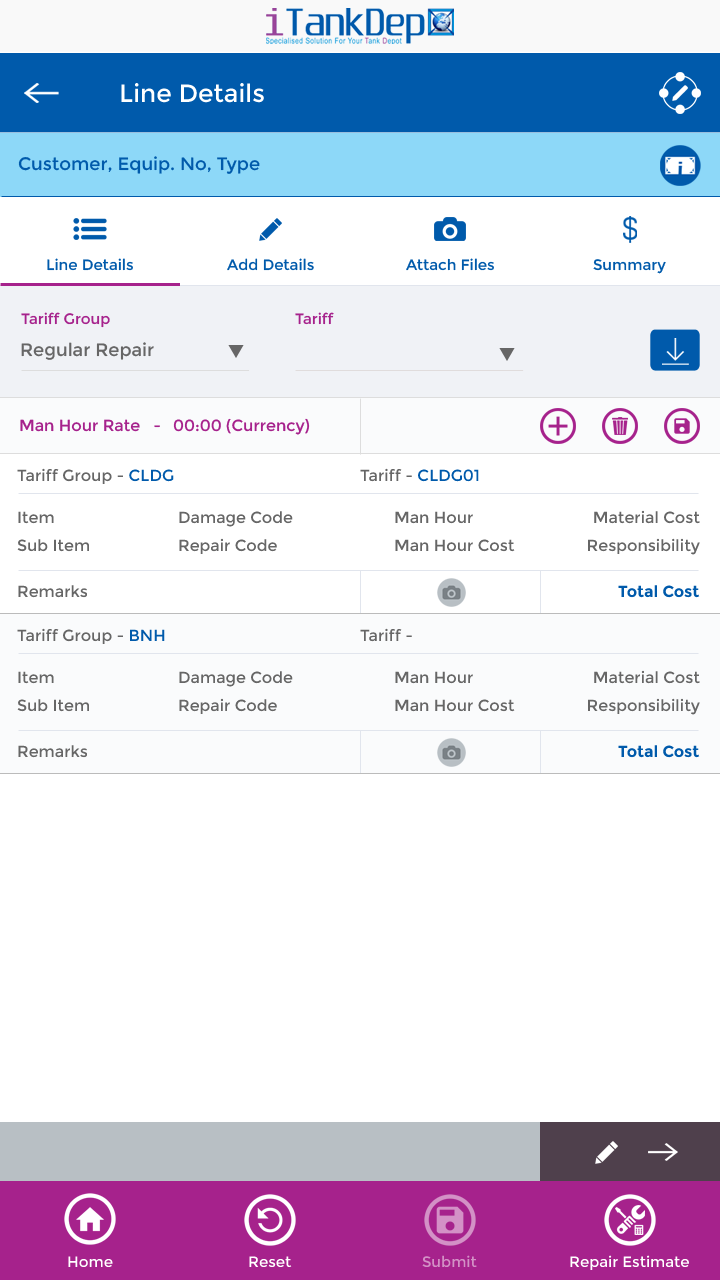 iTankDepo
Specialised Solution For Your Tank Depot
Line Details
Customer, Equip. No, Type
Line Details Add Details Attach Files Summary
Tariff Group Tariff
Regular Repair
Man Hour Rate - 00:00 (Currency)
Tariff Group - CLDG Tariff - CLDG01
Item Damage Code Man Hour Material Cost
Sub Item Repair Code Man Hour Cost Responsibility
Remarks Total Cost
Tariff Group - BNH Tariff -
Item Damage Code Man Hour Material Cost
Sub Item Repair Code Man Hour Cost Responsibility
Remarks Total Cost
Home Reset Submit Repair Estimate